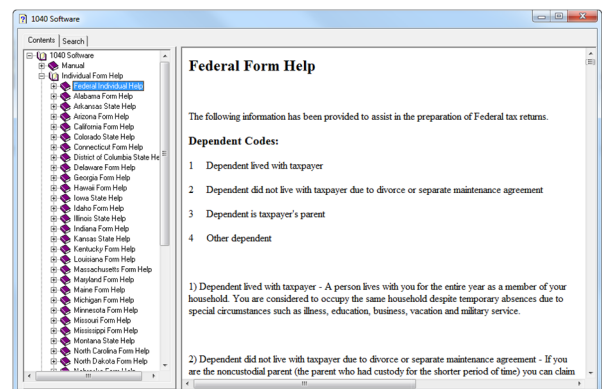 1040 Software
Contents Search
1040 Software
Manual
Individual Form Help
Federal Individual Help
Alabama Form Help
Arkansas State Help
Arizona Form Help
California Form Help
Colorado State Help
Connecticut Form Help
District of Columbia State He
Delaware Form Help
Georgia Form Help
Hawaii Form Help
Iowa State Help
Idaho Form Help
Illinois State Help
Indiana Form Help
Kansas State Help
Kentucky Form Help
Louisiana Form Help
Massachusetts Form Help
Maryland Form Help
Maine Form Help
Michigan Form Help
Minnesota Form Help
Missouri Form Help
Mississippi Form Help
Montana State Help
North Carolina Form Help
North Dakota Form Help
Federal Form Help
The following information has been provided to assist in the preparation of Federal tax returns.
Dependent Codes:
1 Dependent lived with taxpayer
2 Dependent did not live with taxpayer due to divorce or separate maintenance agreement
3 Dependent is taxpayer's parent
4 Other dependent
1) Dependent lived with taxpayer - A person lives with you for the entire year as a member of your
household. You are considered to occupy the same household despite temporary absences due to
special circumstances such as illness, education, business, vacation and military service.
2) Dependent did not live with taxpayer due to divorce or separate maintenance agreement - If you
are the noncustodial parent (the parent who had custody for the shorter period of time) you can claim